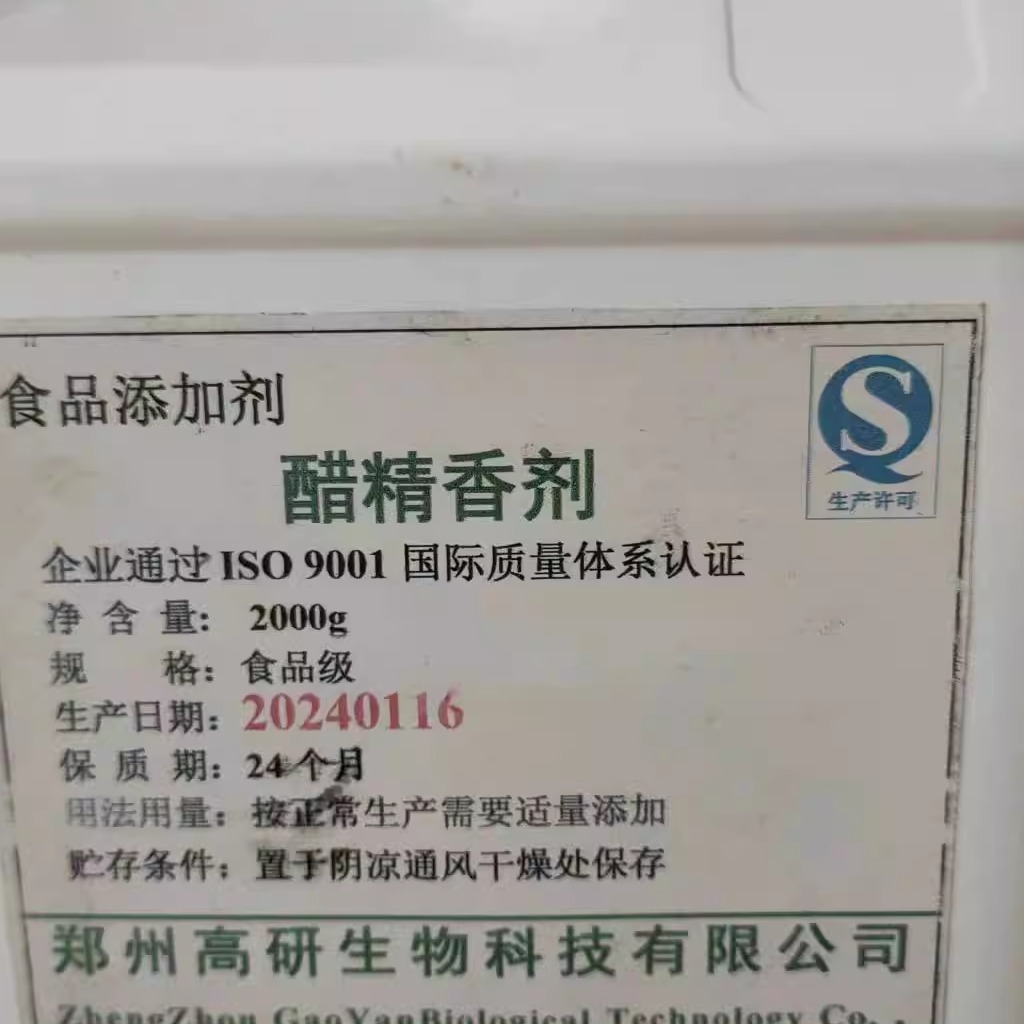 食品添加剂
生产许可
醋精香剂
企业通过 ISO 9001 国际质量体系认证
净 含 量: 2000g
规 格: 食品级
生产日期: 20240116
保 质 期: 24个月
用法用量: 按正常生产需要适量添加
贮存条件: 置于阴凉通风干燥处保存
郑州高研生物科技有限公司
ZhengZhou GaoYanBiological Technology Co.,